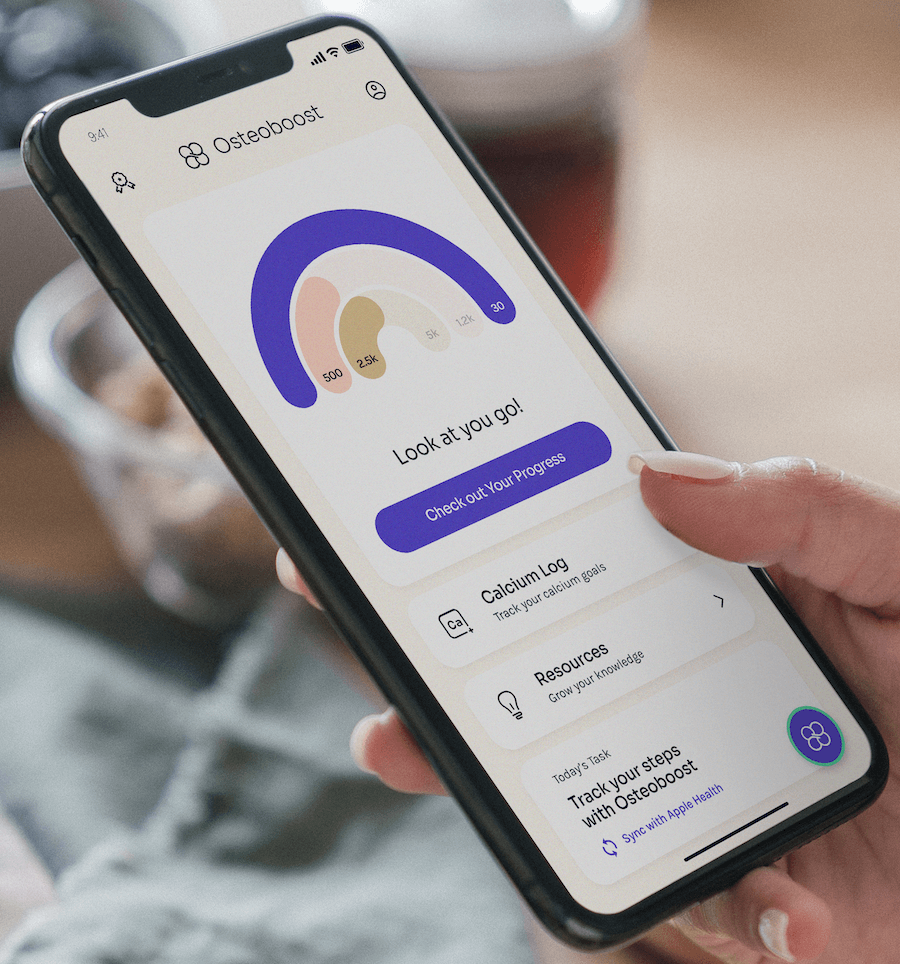 9:41
Osteoboost
30
1.2k
5k
500
2.5k
Look at you go!
Check out Your Progress
Ca
Calcium Log
Track your calcium goals
Resources
Grow your knowledge
Today's Task
Track your steps
with Osteoboost
Sync with Apple Health